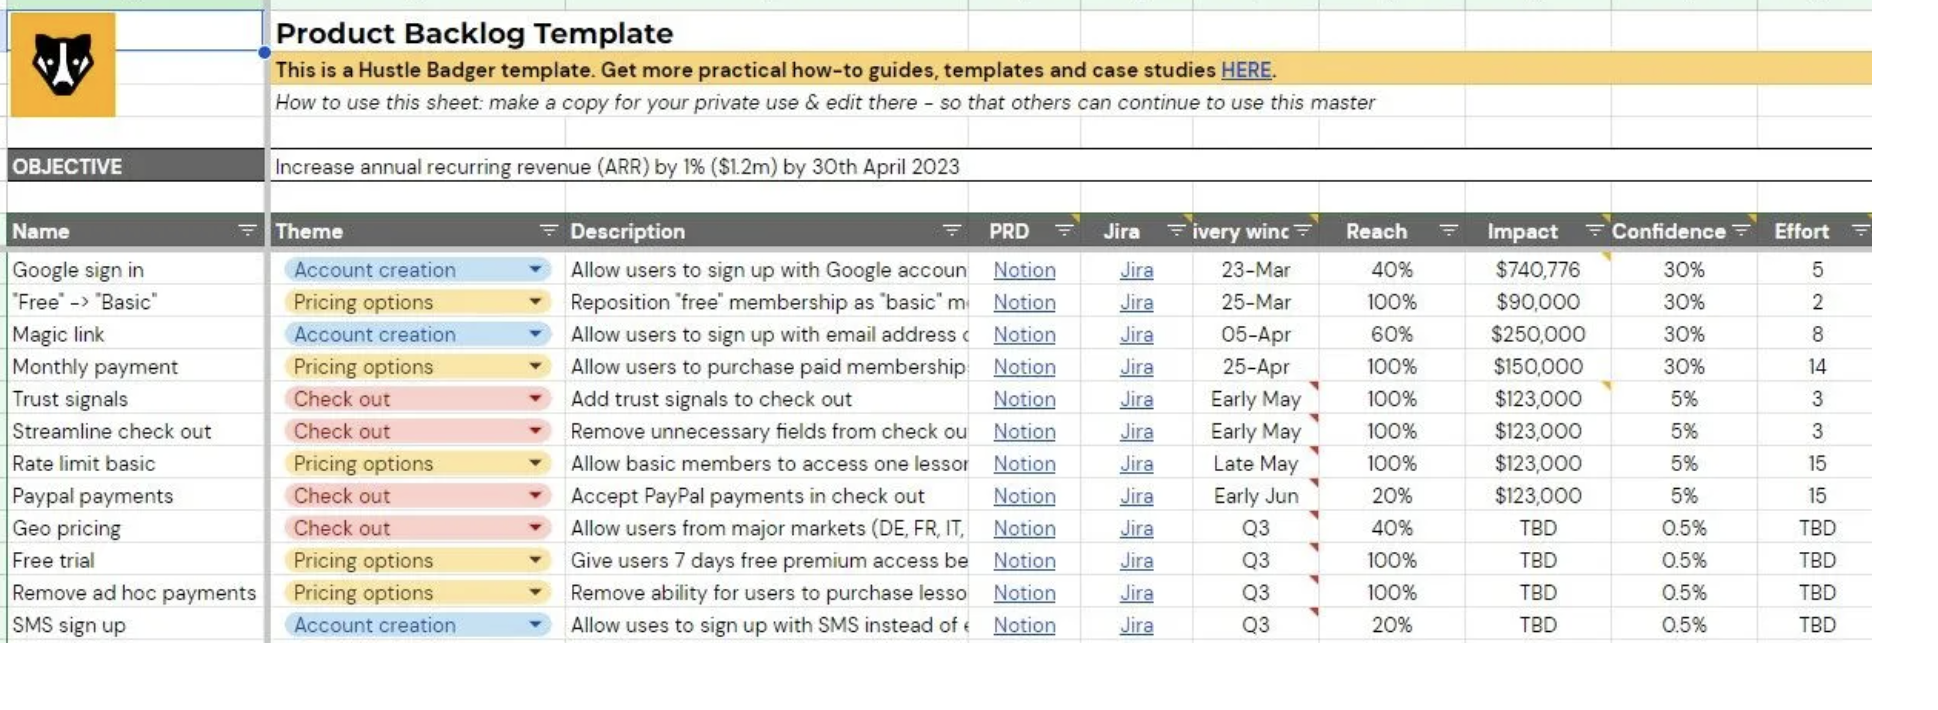 Product Backlog Template
This is a Hustle Badger template. Get more practical how-to guides, templates and case studies HERE.
How to use this sheet: make a copy for your private use & edit there - so that others can continue to use this master
OBJECTIVE Increase annual recurring revenue (ARR) by 1% ($1.2m) by 30th April 2023
Name Theme Description PRD Jira ivery winc Reach Impact Confidence Effort
Google sign in Account creation Allow users to sign up with Google accoun Notion Jira 23-Mar 40% $740,776 30% 5
"Free" -> "Basic" Pricing options Reposition "free" membership as "basic" m Notion Jira 25-Mar 100% $90,000 30% 2
Magic link Account creation Allow users to sign up with email address Notion Jira 05-Apr 60% $250,000 30% 8
Monthly payment Pricing options Allow users to purchase paid membership Notion Jira 25-Apr 100% $150,000 30% 14
Trust signals Check out Add trust signals to check out Notion Jira Early May 100% $123,000 5% 3
Streamline check out Check out Remove unnecessary fields from check ou Notion Jira Early May 100% $123,000 5% 3
Rate limit basic Pricing options Allow basic members to access one lesson Notion Jira Late May 100% $123,000 5% 15
Paypal payments Check out Accept PayPal payments in check out Notion Jira Early Jun 20% $123,000 5% 15
Geo pricing Check out Allow users from major markets (DE, FR, IT, Notion Jira Q3 40% TBD 0.5% TBD
Free trial Pricing options Give users 7 days free premium access be Notion Jira Q3 100% TBD 0.5% TBD
Remove ad hoc payments Pricing options Remove ability for users to purchase lesso Notion Jira Q3 100% TBD 0.5% TBD
SMS sign up Account creation Allow uses to sign up with SMS instead of Notion Jira Q3 20% TBD 0.5% TBD